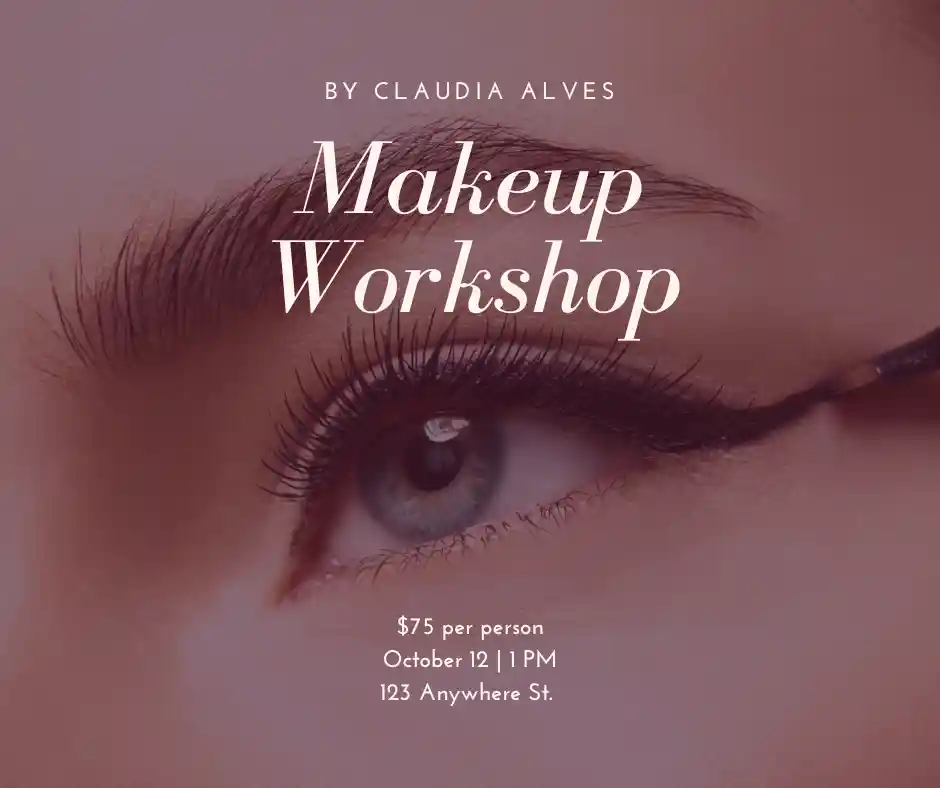 BY CLAUDIA ALVES
Makeup
Workshop
$75 per person
October 12 | 1 PM
123 Anywhere St.